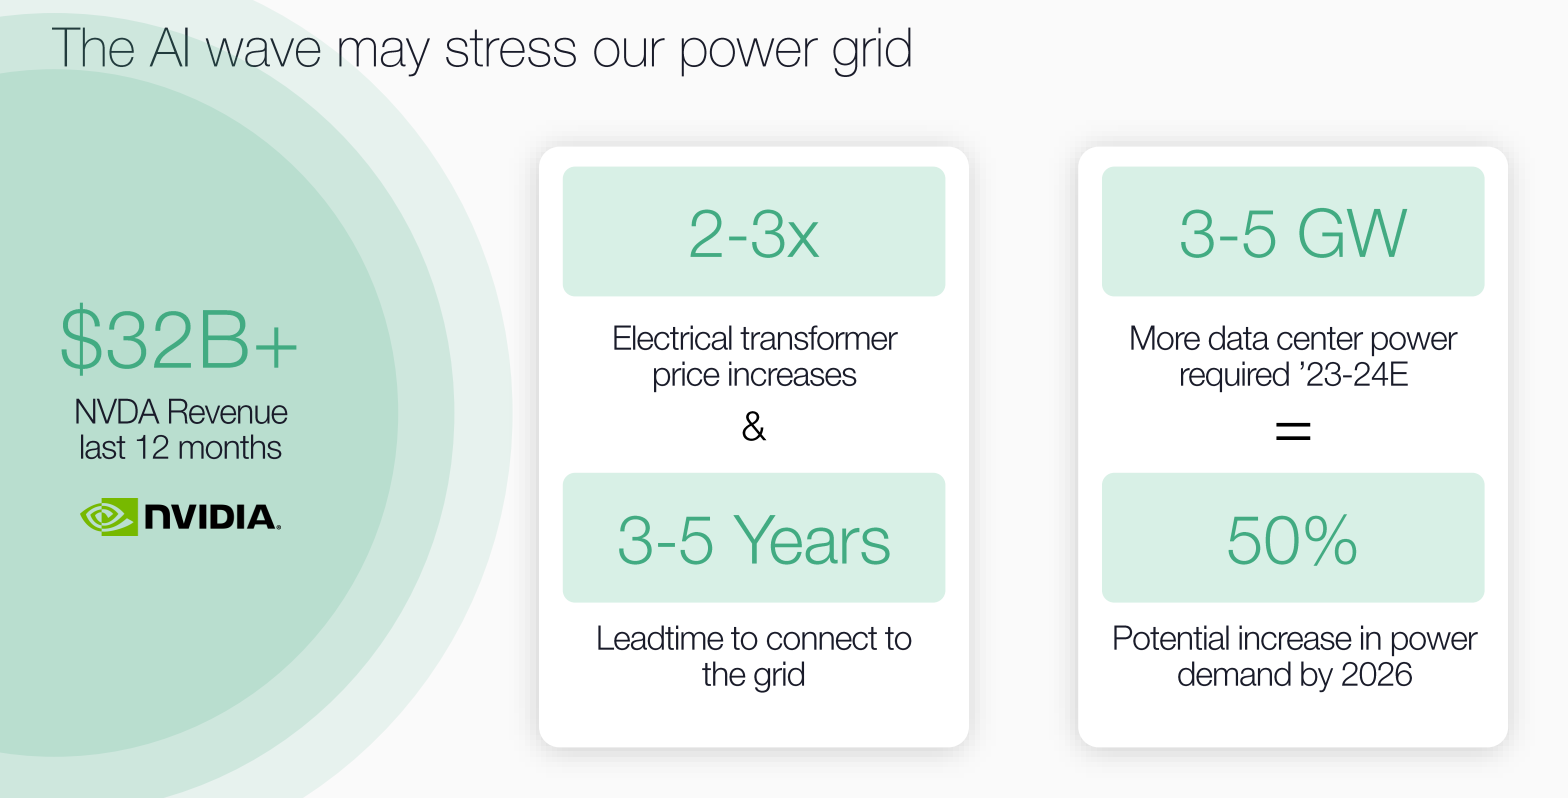 The AI wave may stress our power grid
$32B+
NVDA Revenue
last 12 months
NVIDIA®
2-3x
Electrical transformer
price increases
&
3-5 Years
Leadtime to connect to
the grid
3-5 GW
More data center power
required ’23-24E
=
50%
Potential increase in power
demand by 2026